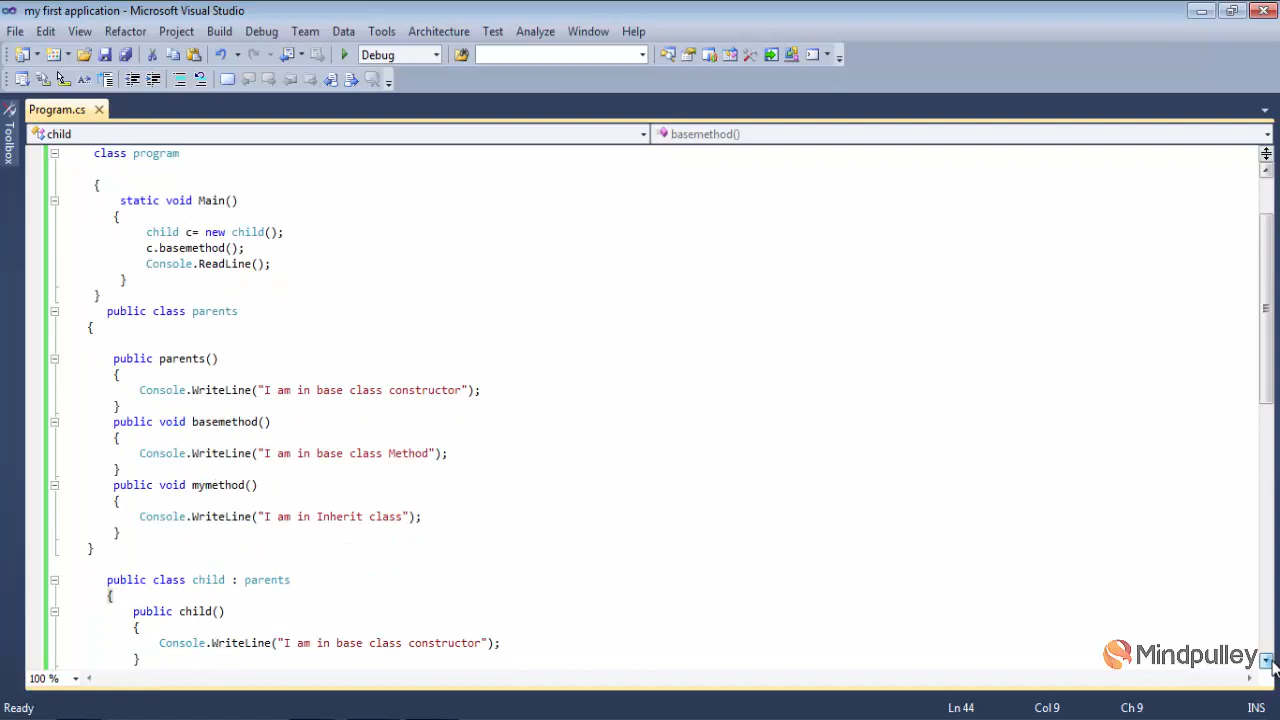 my first application - Microsoft Visual Studio
File Edit View Refactor Project Build Debug Team Data Tools Architecture Test Analyze Window Help
Debug
Toolbox
Program.cs
child basemethod()
class program
{
static void Main()
{
child c= new child();
c.basemethod();
Console.ReadLine();
}
}
public class parents
{
public parents()
{
Console.WriteLine("I am in base class constructor");
}
public void basemethod()
{
Console.WriteLine("I am in base class Method");
}
public void mymethod()
{
Console.WriteLine("I am in Inherit class");
}
}
public class child : parents
{
public child()
{
Console.WriteLine("I am in base class constructor");
}
Mindpulley
100 %
Ready Ln 44 Col 9 Ch 9 INS